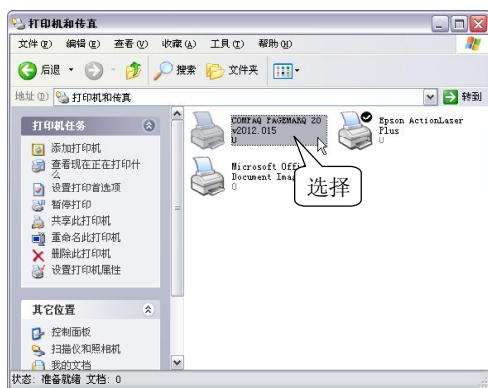 打印机和传真
文件(F) 编辑(E) 查看(V) 收藏(A) 工具(T) 帮助(H)
后退 搜索 文件夹
地址(D) 打印机和传真 转到
打印机任务
添加打印机
查看现在正在打印什么
设置打印首选项
暂停打印
共享此打印机
重命名此打印机
删除此打印机
设置打印机属性
其它位置
控制面板
扫描仪和照相机
我的文档
COMPAQ PAGEMARQ 20
v2012.015
U
Epson ActionLaser
Plus
U
Microsoft Offi
Document Imag
0
选择
状态: 准备就绪 文档: 0